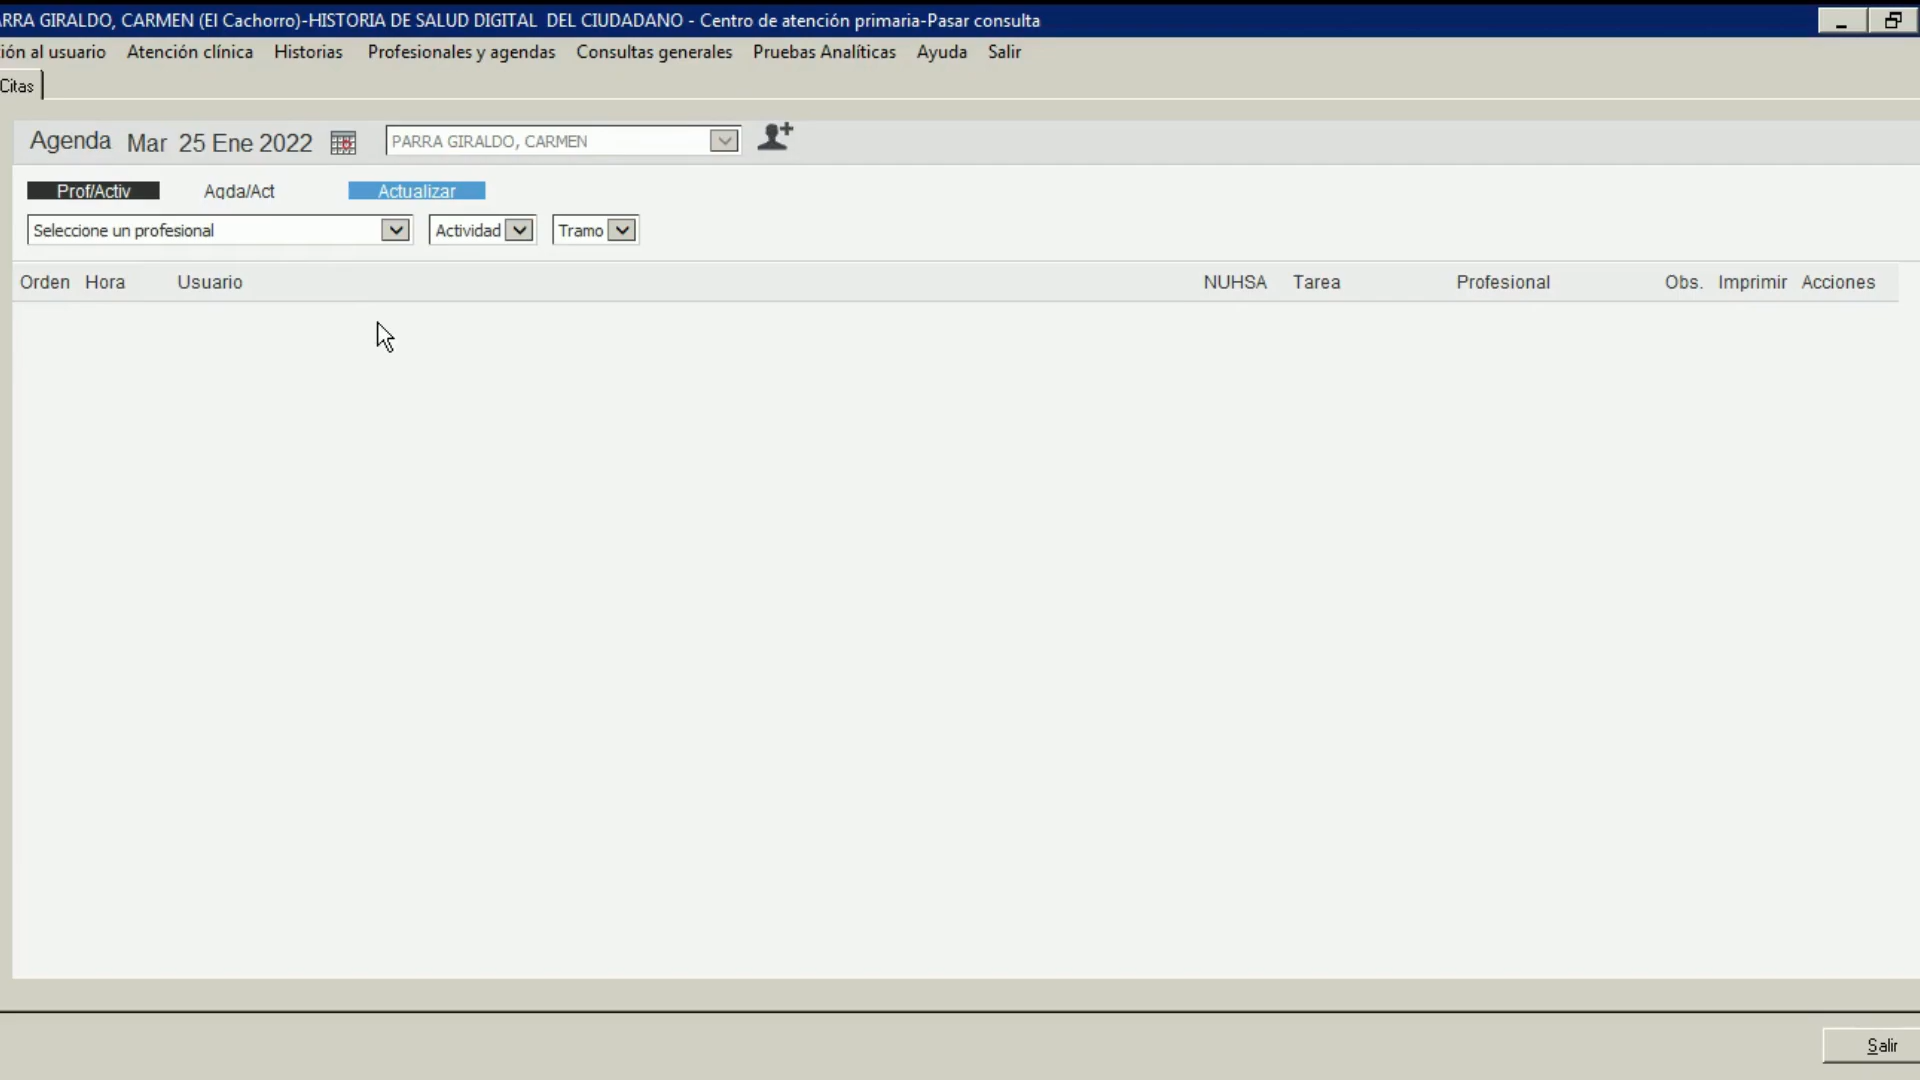 RRA GIRALDO, CARMEN (El Cachorro)-HISTORIA DE SALUD DIGITAL DEL CIUDADANO - Centro de atención primaria-Pasar consulta
ión al usuario Atención clínica Historias Profesionales y agendas Consultas generales Pruebas Analíticas Ayuda Salir
Citas
Agenda Mar 25 Ene 2022 PARRA GIRALDO, CARMEN
Prof/Activ Agda/Act Actualizar
Seleccione un profesional Actividad Tramo
Orden Hora Usuario NUHSA Tarea Profesional Obs. Imprimir Acciones
Salir